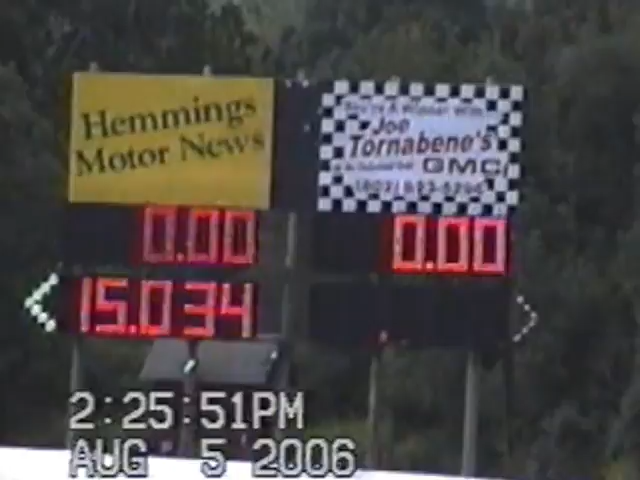 Hemmings
Motor News
Joe
Tornabene's
GMC
0.00
0.00
15.034
2:25:51PM
AUG 5 2006